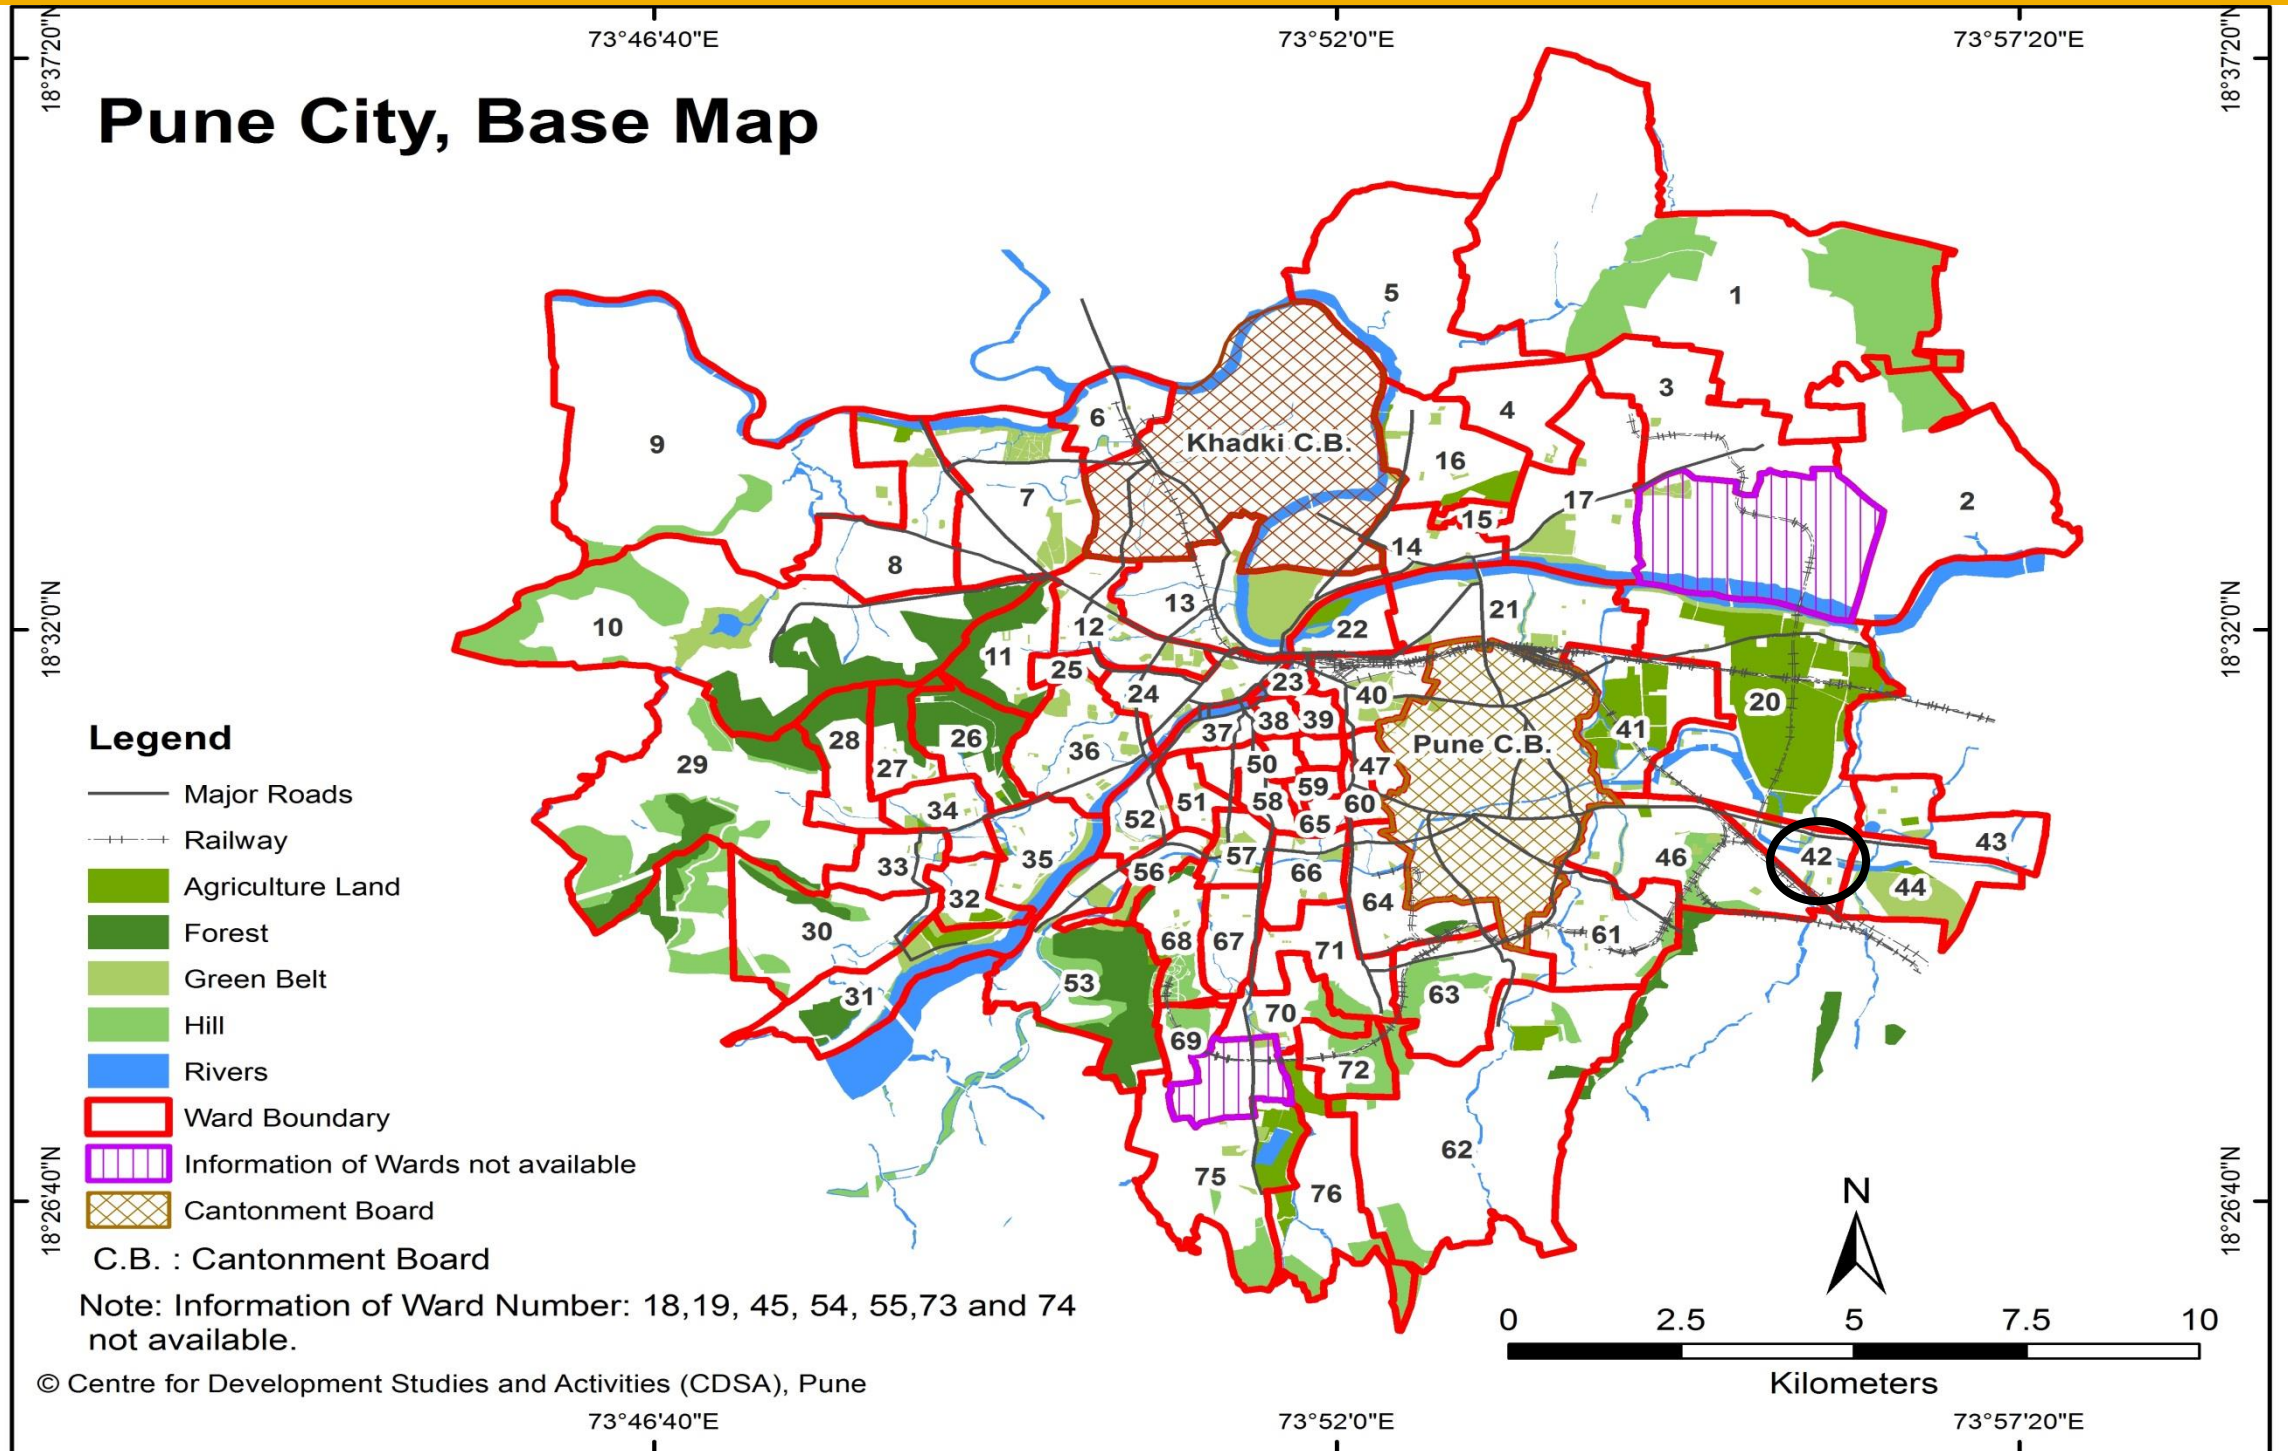 73°46'40"E
73°52'0"E
73°57'20"E
18°37'20"N
18°37'20"N
Pune City, Base Map
1
5
3
4
6
9
Khadki C.B.
16
7
17
2
15
14
8
13
21
10
12
22
11
25
23
24
40
20
37
38
39
41
28
26
36
Pune C.B.
29
27
50
47
59
51
58
60
34
52
65
43
33
35
56
57
66
46
42
44
32
64
30
68
67
71
61
31
53
63
70
69
72
62
75
76
18°32'0"N
18°32'0"N
18°26'40"N
18°26'40"N
Legend
Major Roads
Railway
Agriculture Land
Forest
Green Belt
Hill
Rivers
Ward Boundary
Information of Wards not available
Cantonment Board
C.B. : Cantonment Board
Note: Information of Ward Number: 18,19, 45, 54, 55,73 and 74
not available.
© Centre for Development Studies and Activities (CDSA), Pune
N
0 2.5 5 7.5 10
Kilometers
73°46'40"E
73°52'0"E
73°57'20"E